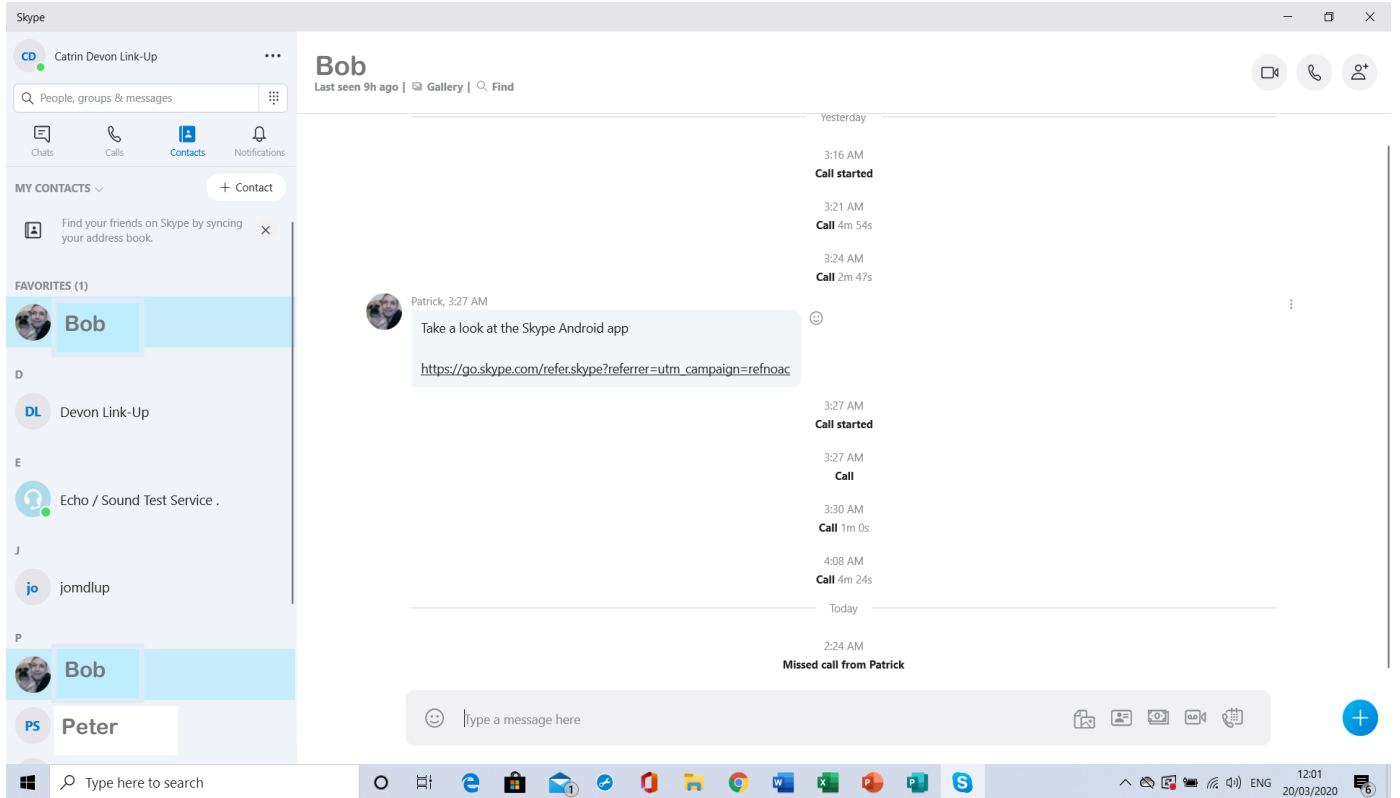 Skype
CD Catrin Devon Link-Up
People, groups & messages
Chats Calls Contacts Notifications
MY CONTACTS + Contact
Find your friends on Skype by syncing
your address book.
FAVORITES (1)
Bob
D
DL Devon Link-Up
E
Echo / Sound Test Service .
J
jo jomdlup
P
Bob
PS Peter
Bob
Last seen 9h ago | Gallery | Find
Yesterday
3:16 AM
Call started
3:21 AM
Call 4m 54s
3:24 AM
Call 2m 47s
Patrick, 3:27 AM
Take a look at the Skype Android app
https://go.skype.com/refer.skype?referrer=utm_campaign=refnoac
3:27 AM
Call started
3:27 AM
Call
3:30 AM
Call 1m 0s
4:08 AM
Call 4m 24s
Today
2:24 AM
Missed call from Patrick
Type a message here
Type here to search
1
W X P P S
ENG
12:01
20/03/2020
6